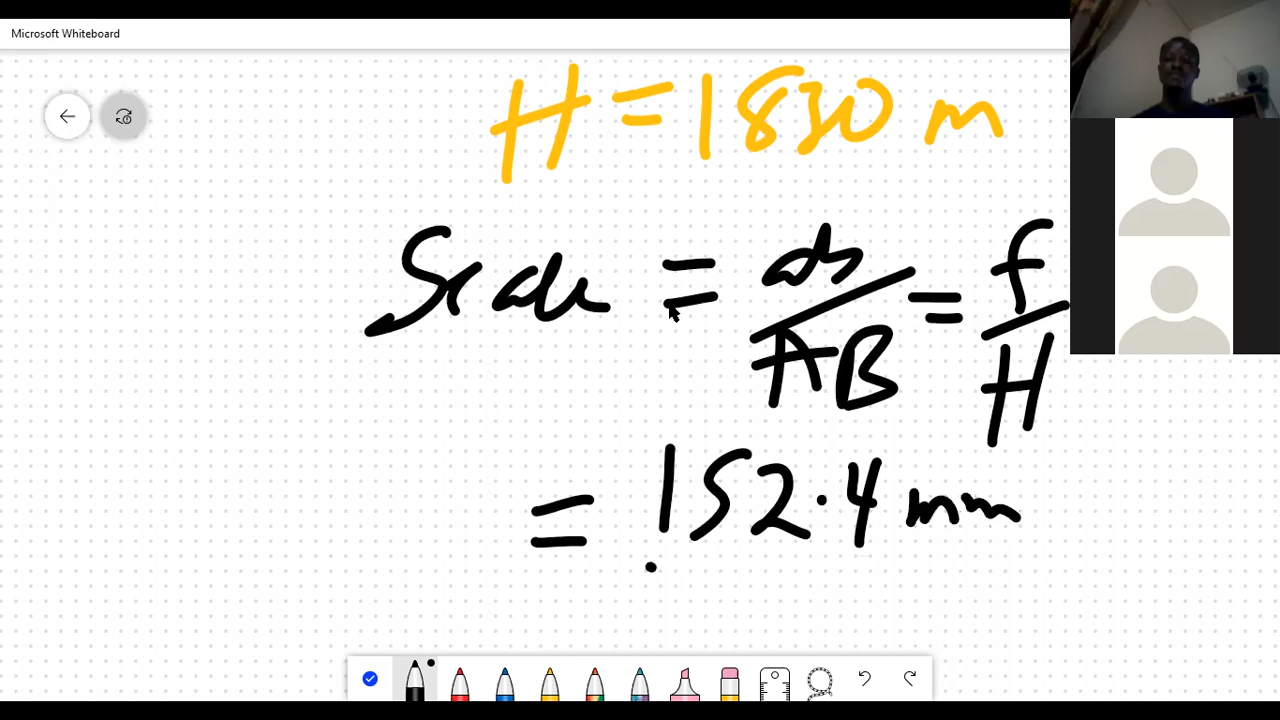 Microsoft Whiteboard
H = 1830 m
Scale = ab/AB = f/H
= 152.4 mm